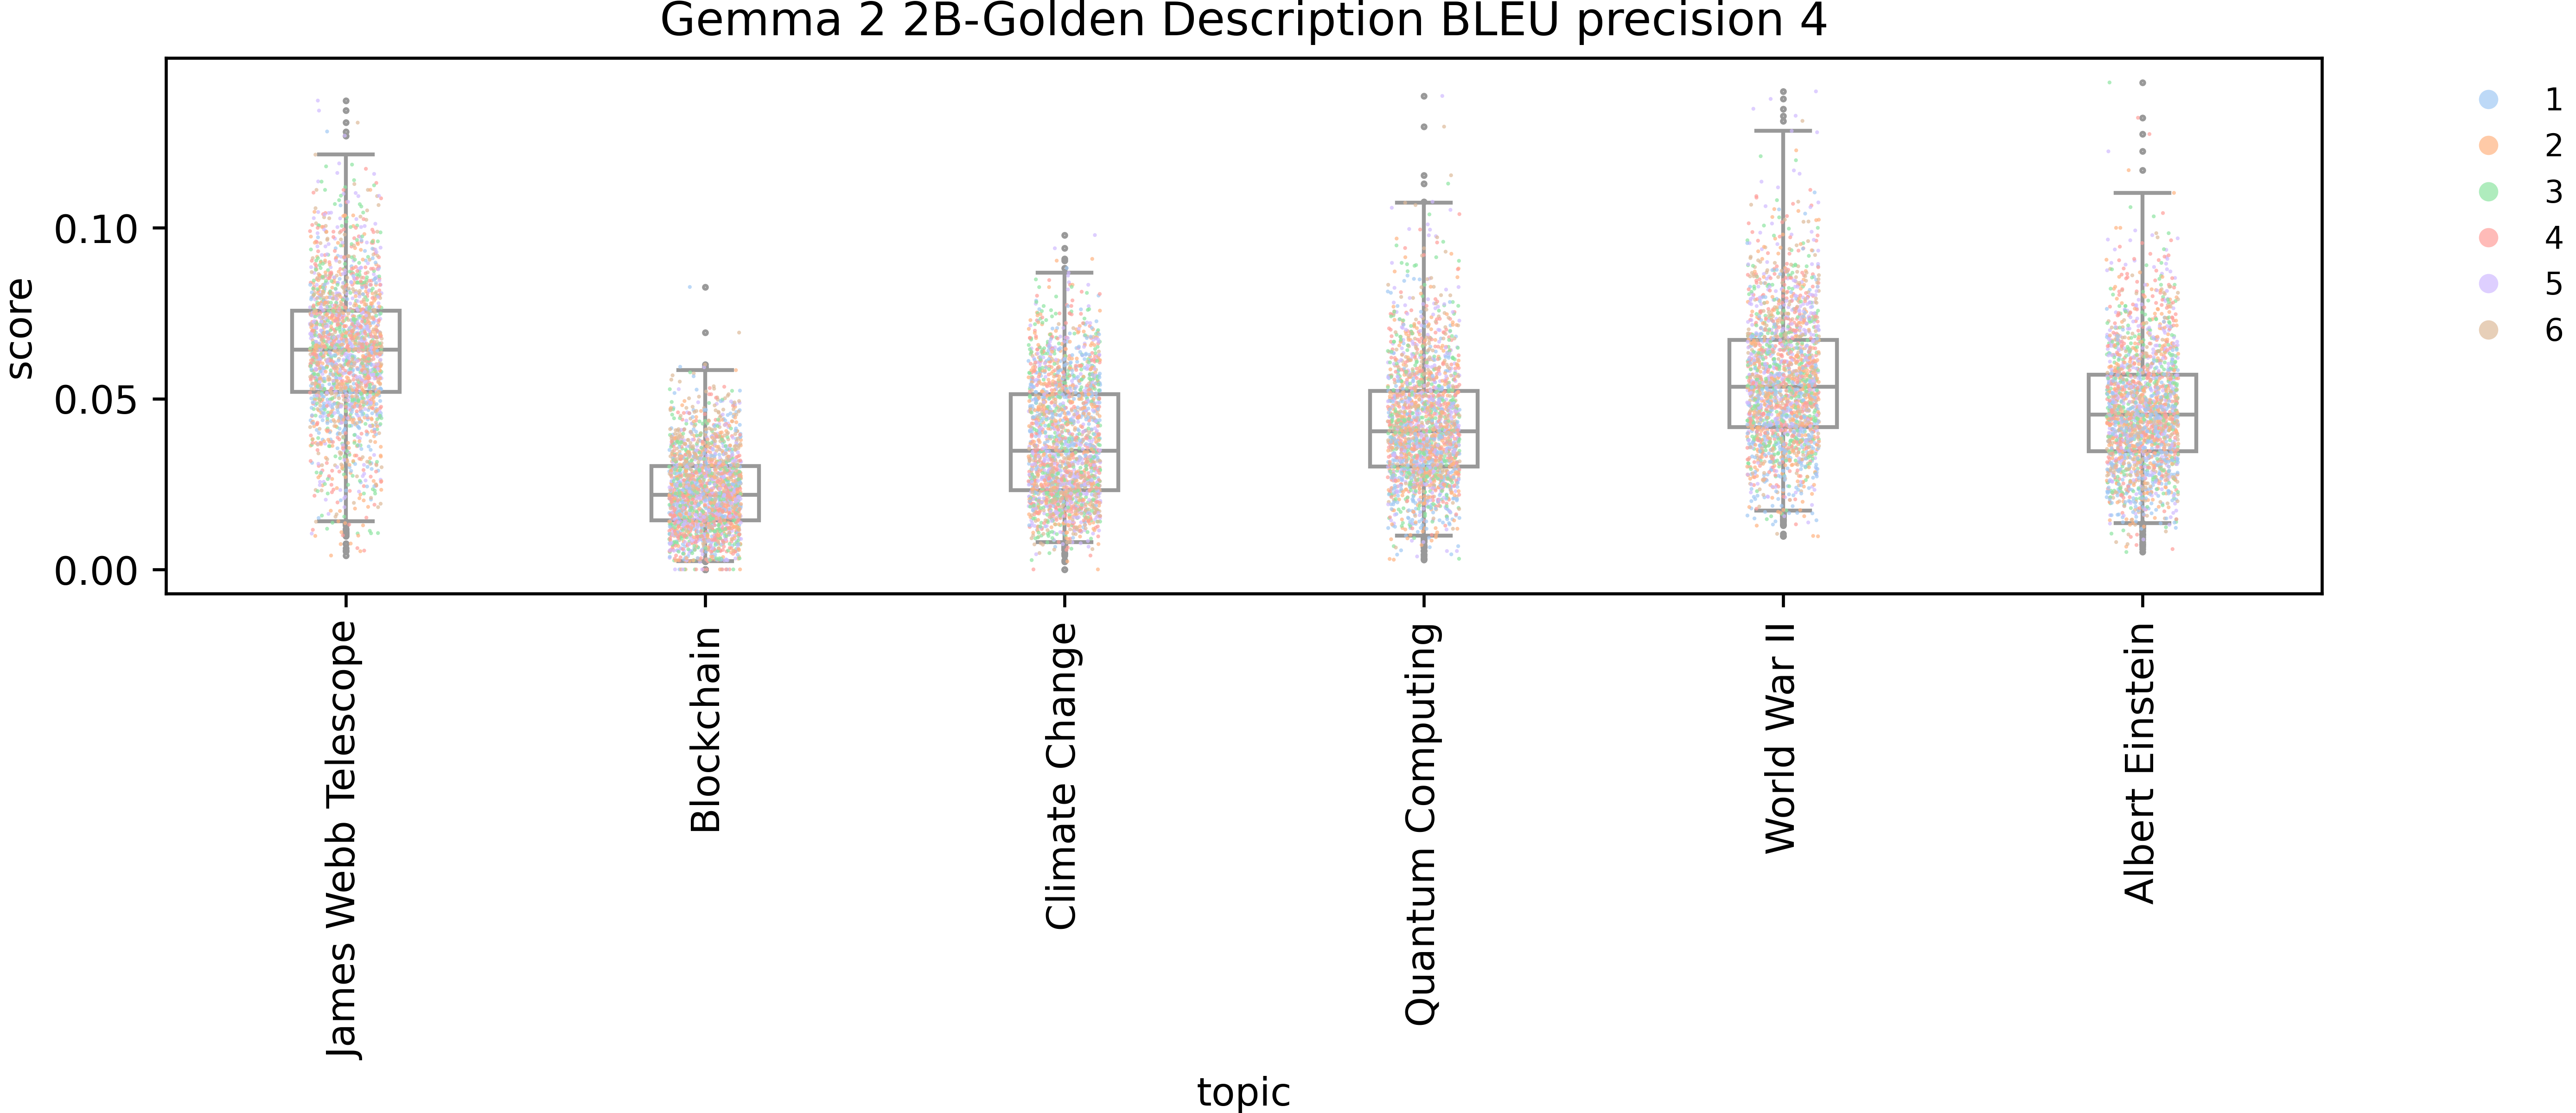 Gemma 2 2B-Golden Description BLEU precision 4
score
0.10
0.05
0.00
1
2
3
4
5
6
James Webb Telescope
Blockchain
Climate Change
Quantum Computing
World War II
Albert Einstein
topic